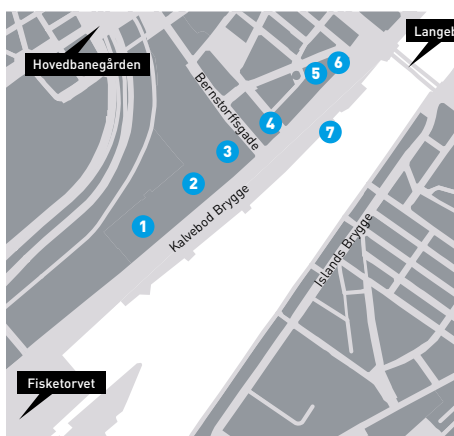 Langeb
Hovedbanegården
6
5
Bernstorffsgade
4
7
3
2
Kalvebod Brygge
1
Islands Brygge
Fisketorvet